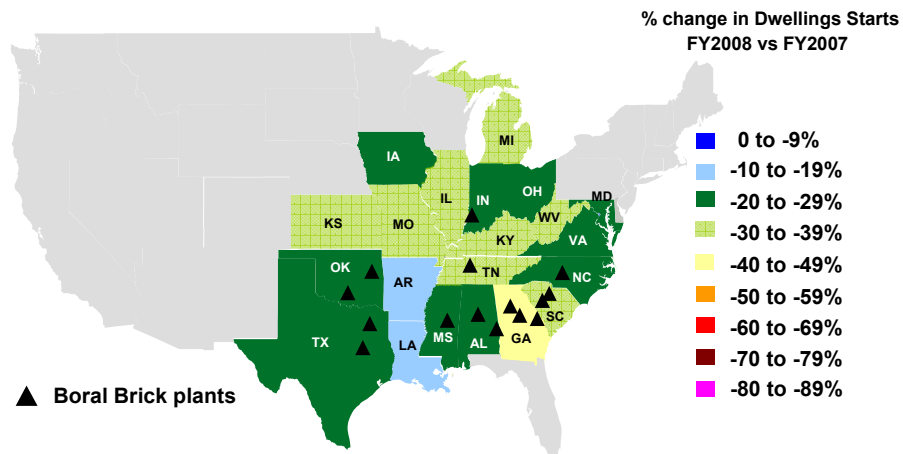 % change in Dwellings Starts
FY2008 vs FY2007
0 to -9%
-10 to -19%
-20 to -29%
-30 to -39%
-40 to -49%
-50 to -59%
-60 to -69%
-70 to -79%
-80 to -89%
MI
IA
IL
IN
OH
MD
WV
KS
MO
KY
VA
OK
AR
TN
NC
SC
TX
LA
MS
AL
GA
Boral Brick plants